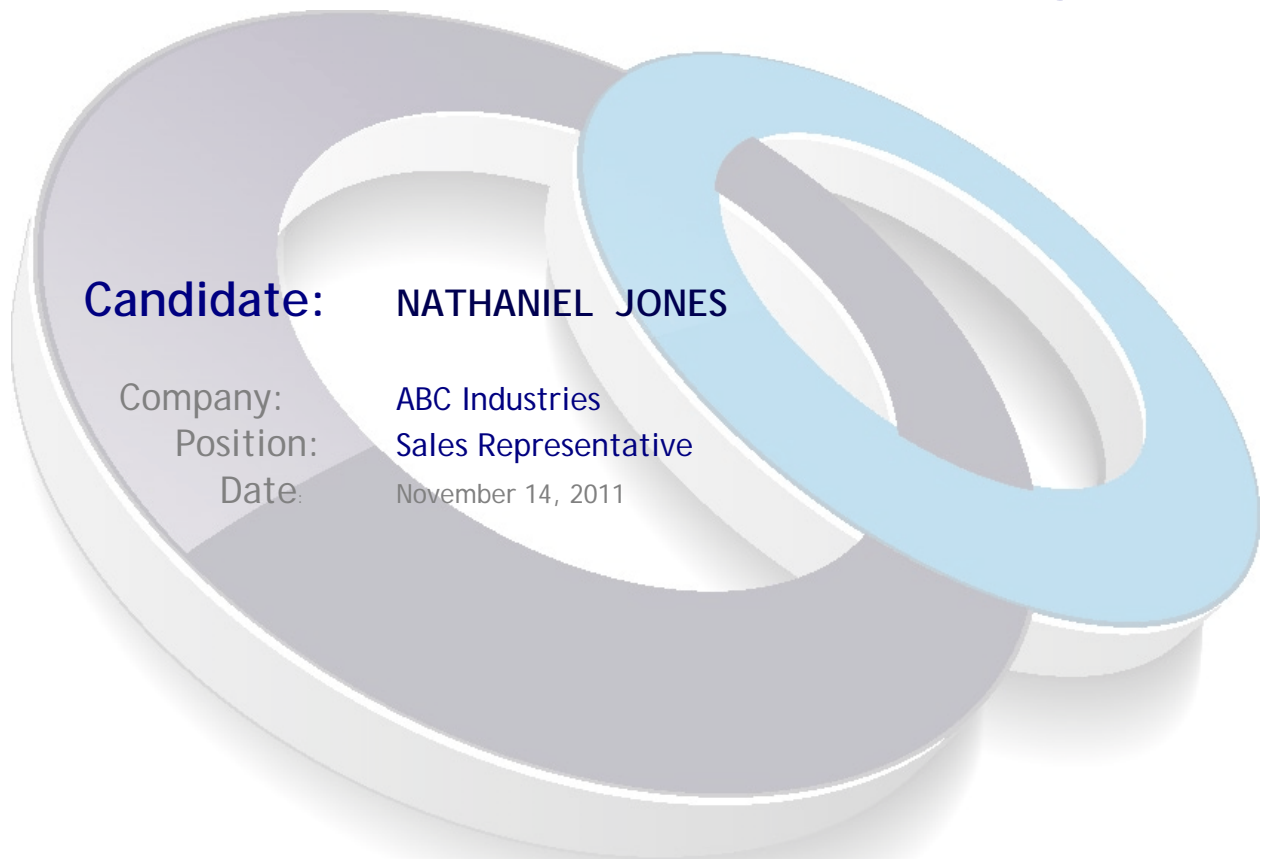 Candidate: NATHANIEL JONES
Company: ABC Industries
Position: Sales Representative
Date: November 14, 2011